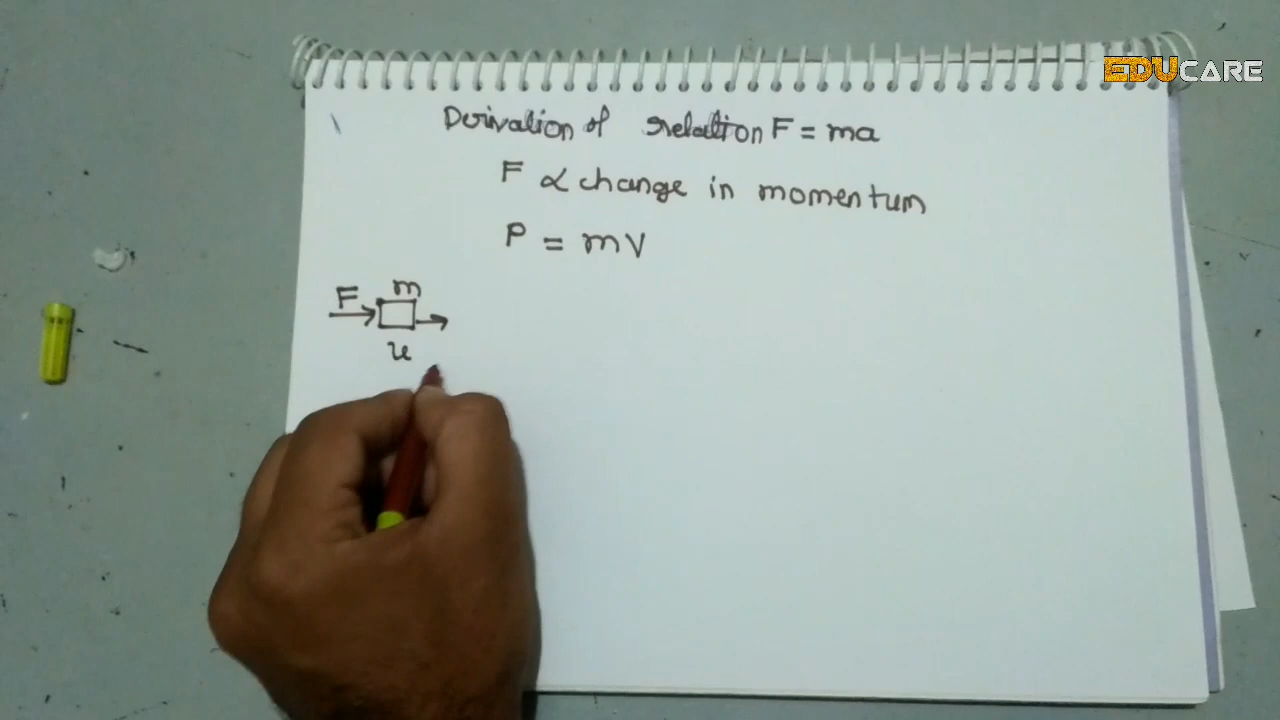 EDUCARE
Derivation of relation F = ma
F ∝ change in momentum
P = mv
F m
u